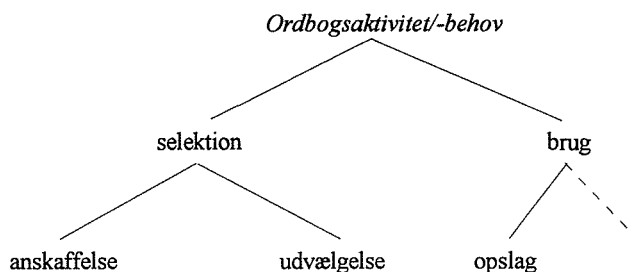 Ordbogsaktivitet/-behov
selektion brug
anskaffelse udvælgelse opslag